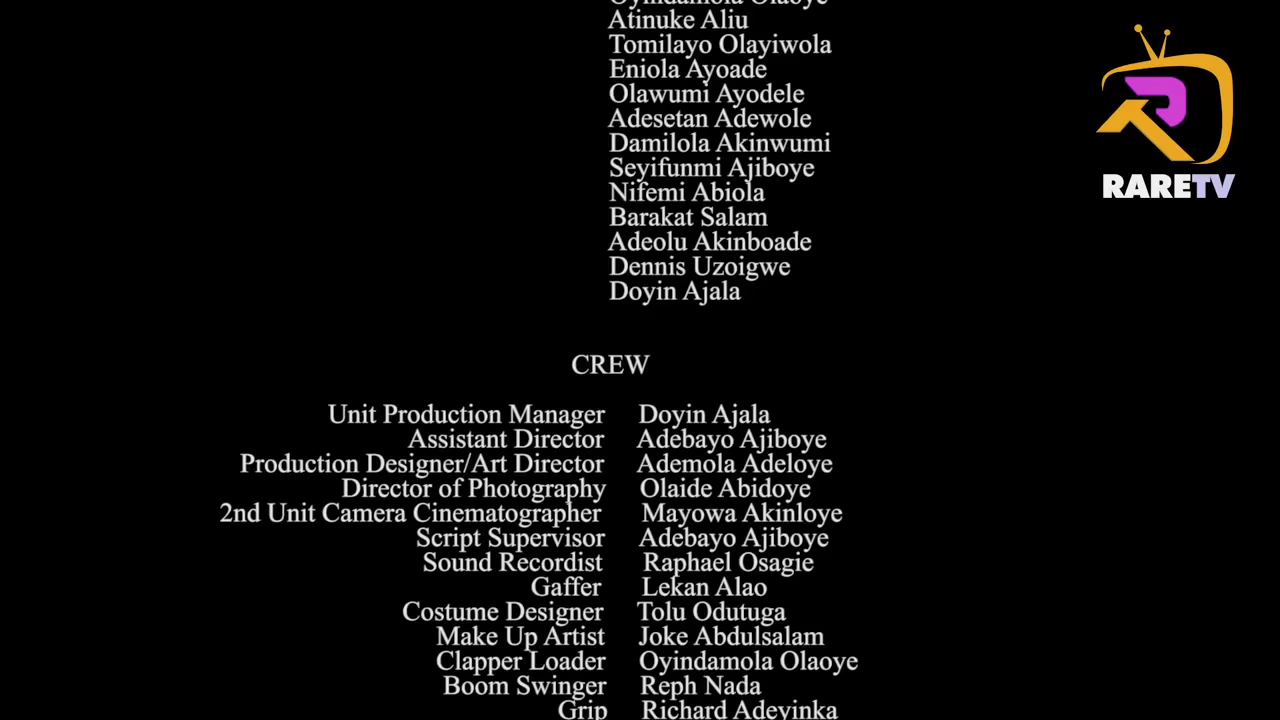 Oyindamola Olaoye
Atinuke Aliu
Tomilayo Olayiwola
Eniola Ayoade
Olawumi Ayodele
Adesetan Adewole
Damilola Akinwumi
Seyifunmi Ajiboye
Nifemi Abiola
Barakat Salam
Adeolu Akinboade
Dennis Uzoigwe
Doyin Ajala
RARETV
CREW
Unit Production Manager Doyin Ajala
Assistant Director Adebayo Ajiboye
Production Designer/Art Director Ademola Adeloye
Director of Photography Olaide Abidoye
2nd Unit Camera Cinematographer Mayowa Akinloye
Script Supervisor Adebayo Ajiboye
Sound Recordist Raphael Osagie
Gaffer Lekan Alao
Costume Designer Tolu Odutuga
Make Up Artist Joke Abdulsalam
Clapper Loader Oyindamola Olaoye
Boom Swinger Reph Nada
Grip Richard Adeyinka